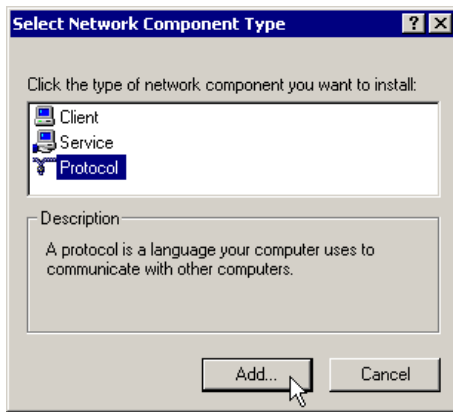 Select Network Component Type
Click the type of network component you want to install:
Client
Service
Protocol
Description
A protocol is a language your computer uses to
communicate with other computers.
Add...
Cancel